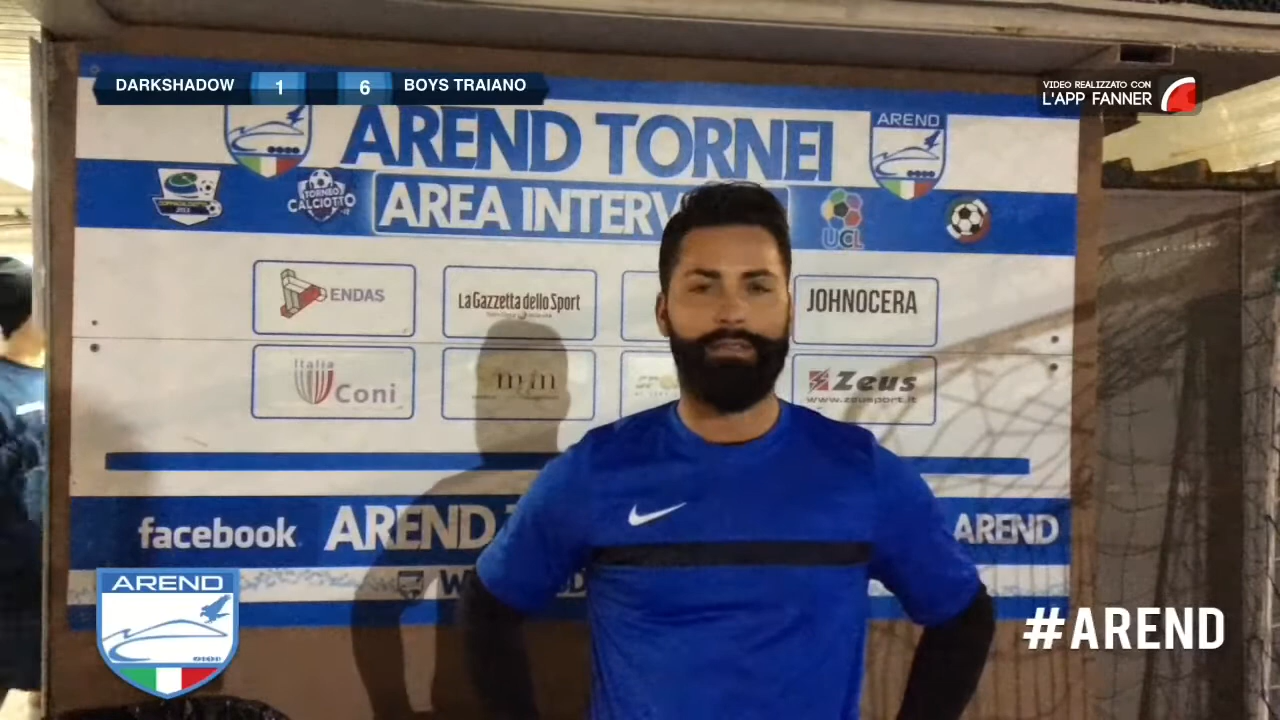 DARKSHADOW 1 6 BOYS TRAIANO
VIDEO REALIZZATO CON
L'APP FANNER
AREND
AREND TORNEI
TORNEO
CALCIOTTO
AREA INTERV
UCL
ENDAS
La Gazzetta dello Sport
JOHNOCERA
Italia
Coni
Zeus
www.zeusport.it
facebook
AREND
AREND
AREND
#AREND